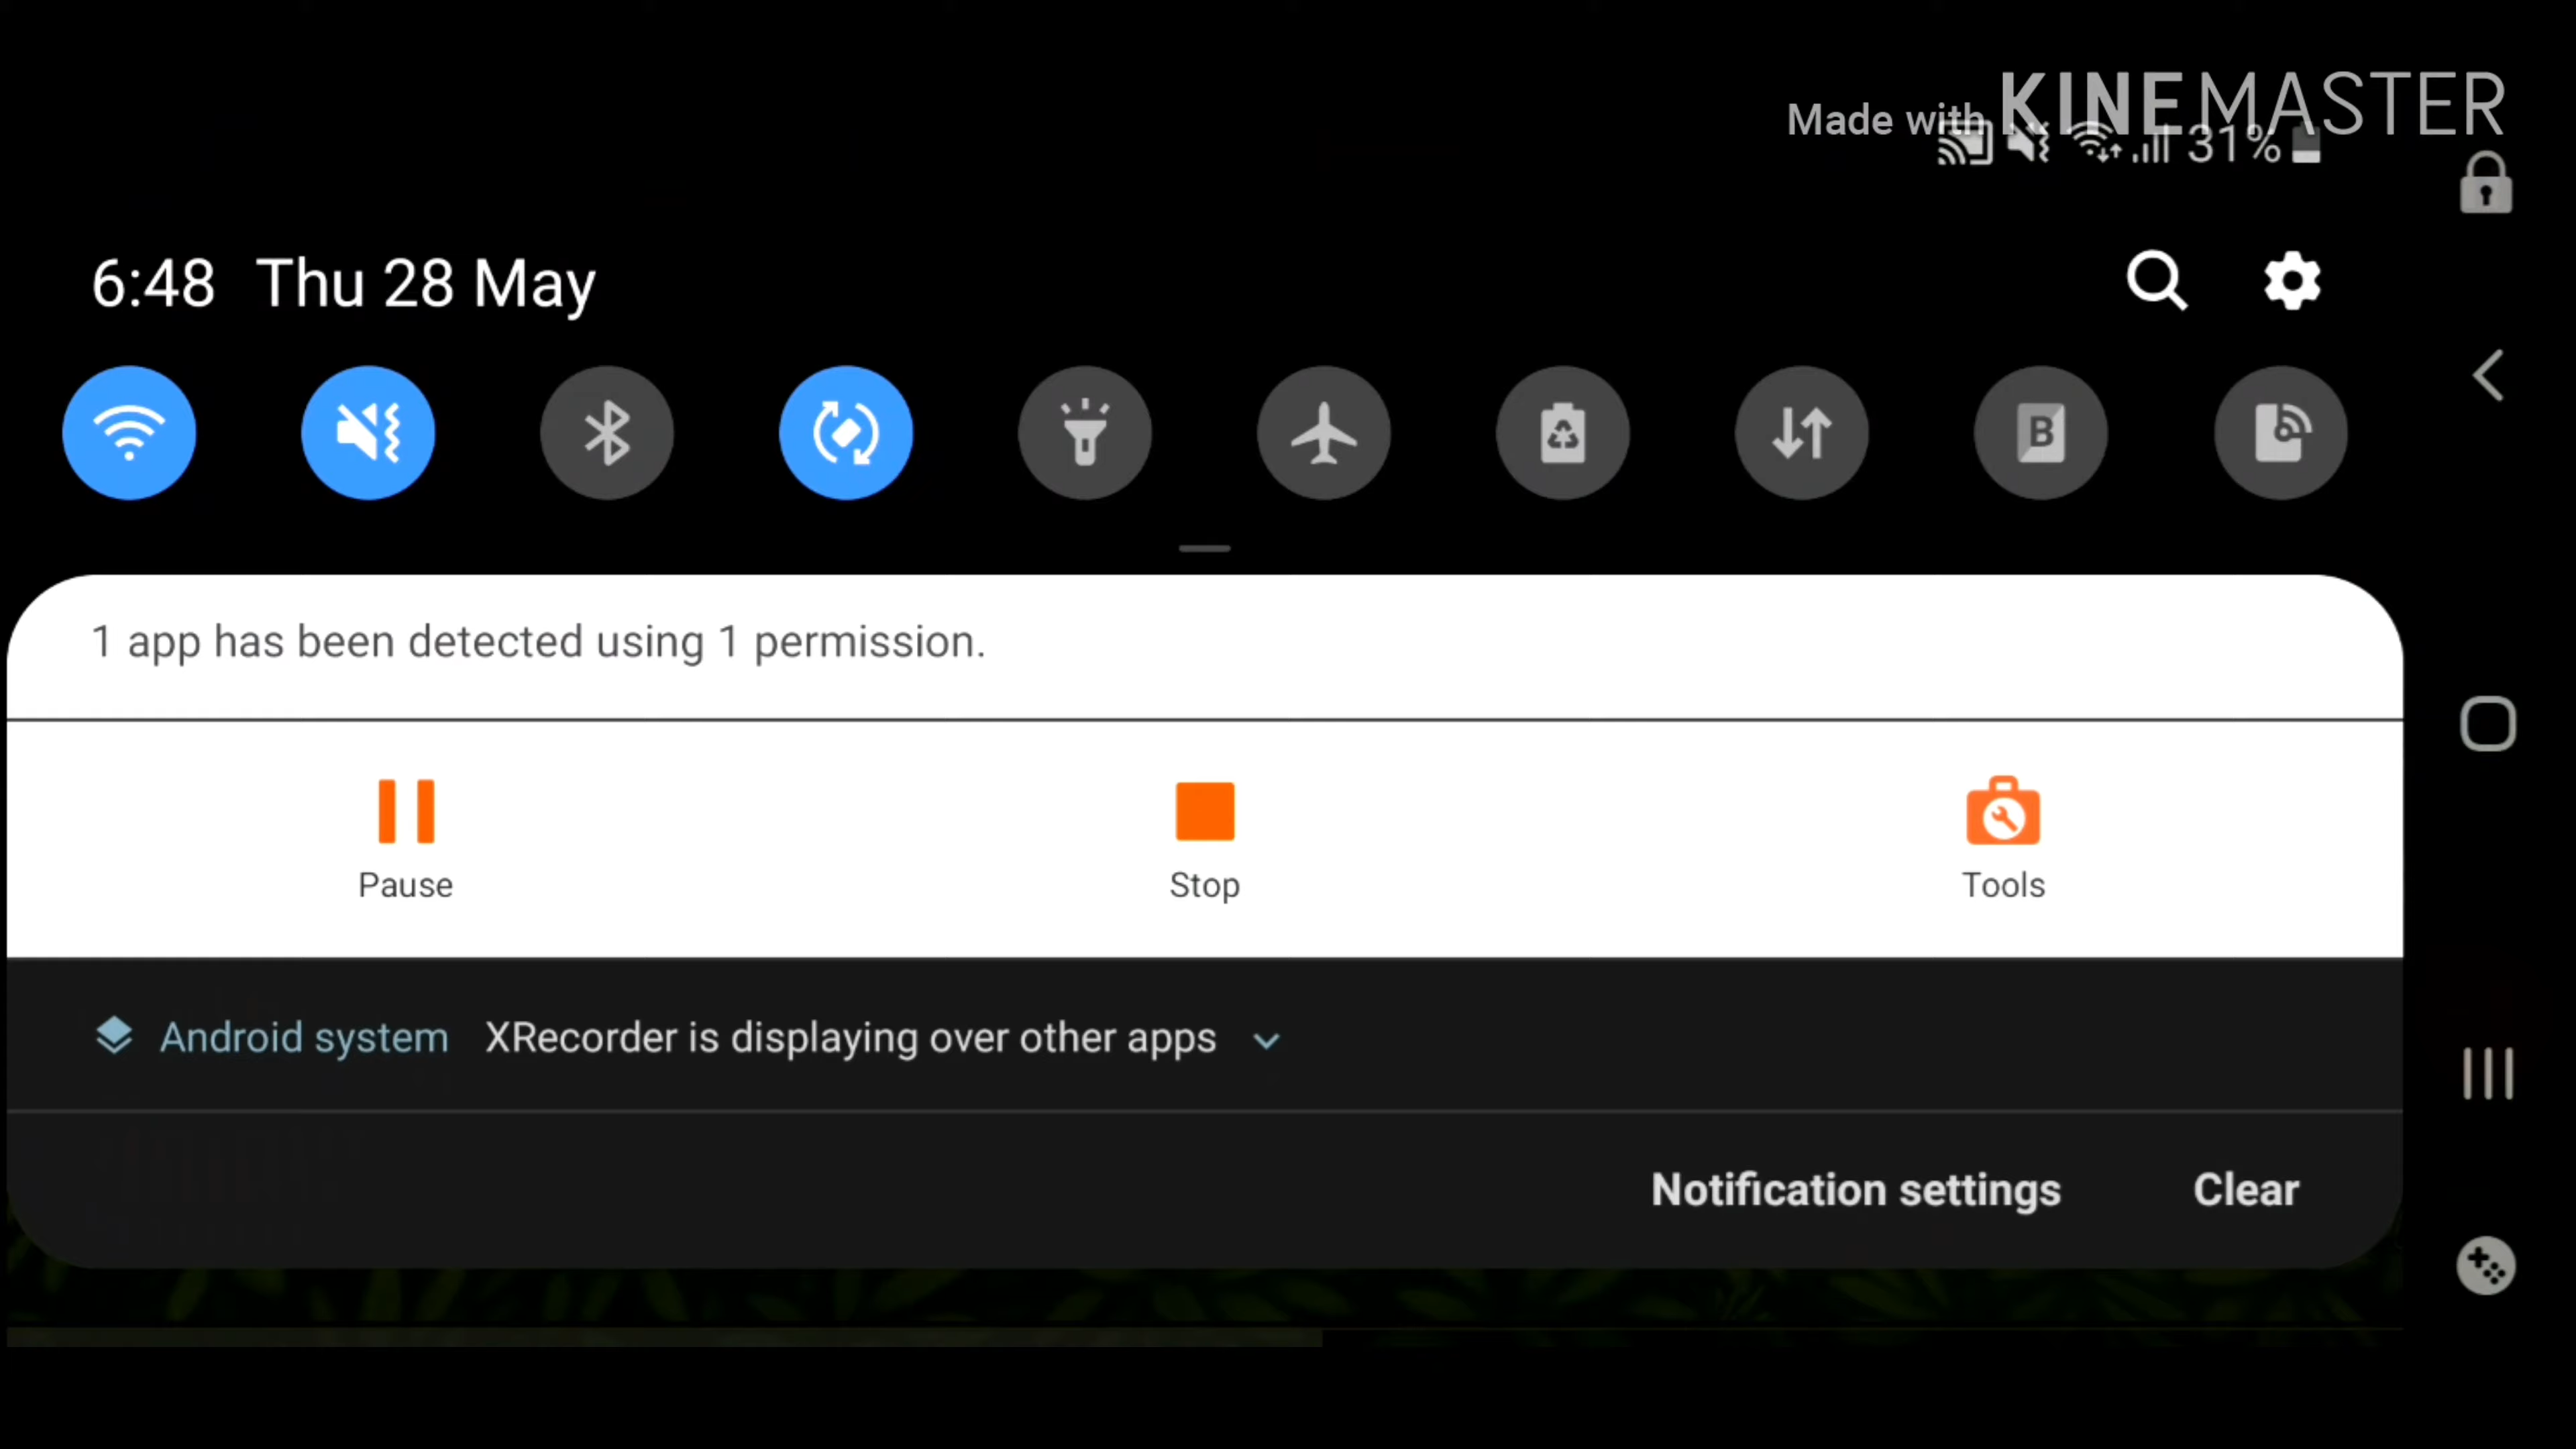 Made with KINEMASTER
31%
6:48 Thu 28 May
B
1 app has been detected using 1 permission.
Pause
Stop
Tools
Android system XRecorder is displaying over other apps
Notification settings
Clear